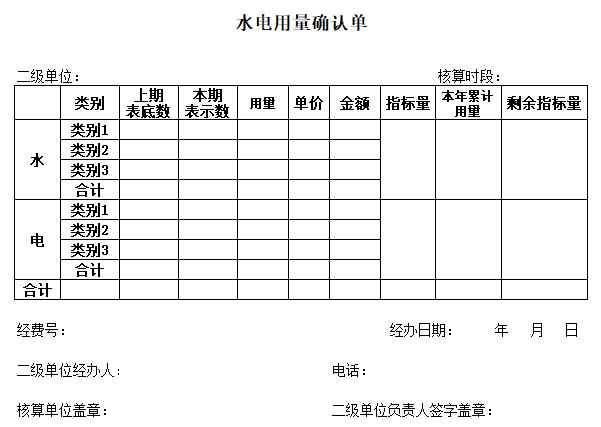 水电用量确认单
二级单位： 核算时段：
类别 上期表底数 本期表示数 用量 单价 金额 指标量 本年累计用量 剩余指标量
水 类别1
类别2
类别3
合计
电 类别1
类别2
类别3
合计
合计
经费号： 经办日期： 年 月 日
二级单位经办人： 电话：
核算单位盖章： 二级单位负责人签字盖章：